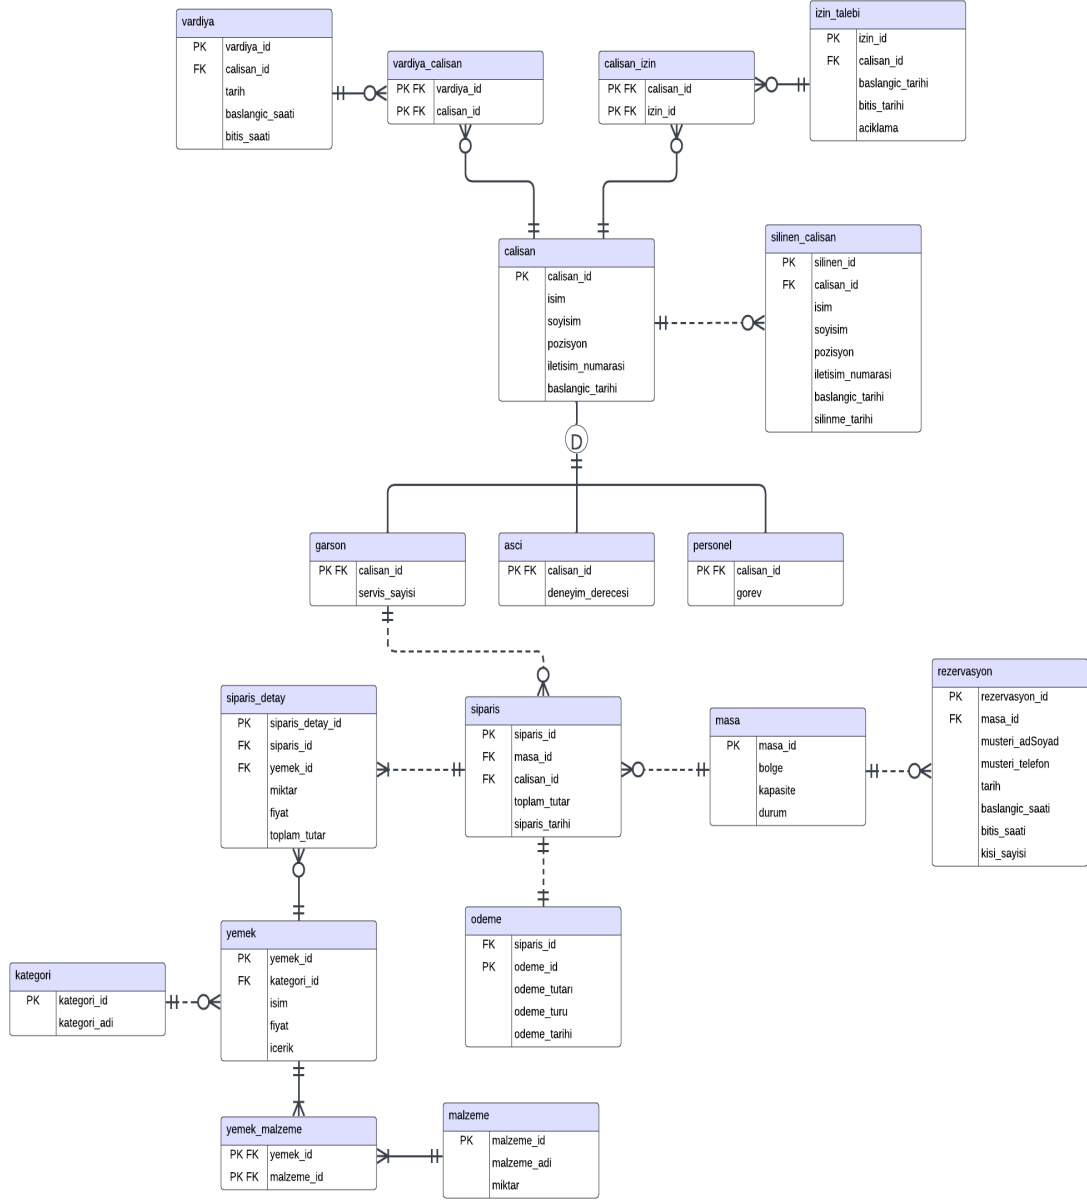 vardiya
PK vardiya_id
FK calisan_id
tarih
baslangic_saati
bitis_saati
vardiya_calisan
PK FK vardiya_id
PK FK calisan_id
calisan_izin
PK FK calisan_id
PK FK izin_id
izin_talebi
PK izin_id
FK calisan_id
baslangic_tarihi
bitis_tarihi
aciklama
calisan
PK calisan_id
isim
soyisim
pozisyon
iletisim_numarasi
baslangic_tarihi
silinen_calisan
PK silinen_id
FK calisan_id
isim
soyisim
pozisyon
iletisim_numarasi
baslangic_tarihi
silinme_tarihi
D
garson
PK FK calisan_id
servis_sayisi
asci
PK FK calisan_id
deneyim_derecesi
personel
PK FK calisan_id
gorev
siparis_detay
PK siparis_detay_id
FK siparis_id
FK yemek_id
miktar
fiyat
toplam_tutar
siparis
PK siparis_id
FK masa_id
FK calisan_id
toplam_tutar
siparis_tarihi
masa
PK masa_id
bolge
kapasite
durum
rezervasyon
PK rezervasyon_id
FK masa_id
musteri_adSoyad
musteri_telefon
tarih
baslangic_saati
bitis_saati
kisi_sayisi
kategori
PK kategori_id
kategori_adi
yemek
PK yemek_id
FK kategori_id
isim
fiyat
icerik
odeme
FK siparis_id
PK odeme_id
odeme_tutarı
odeme_turu
odeme_tarihi
yemek_malzeme
PK FK yemek_id
PK FK malzeme_id
malzeme
PK malzeme_id
malzeme_adi
miktar